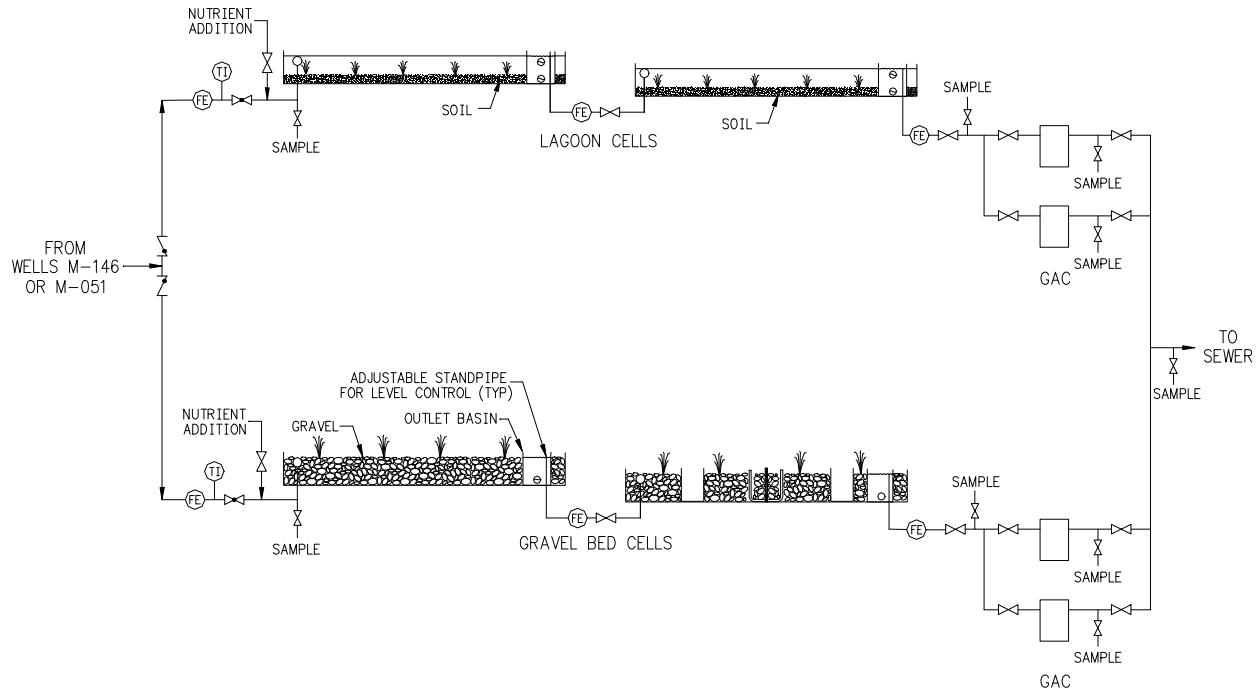 NUTRIENT
ADDITION
TI
FE
SOIL
SAMPLE
FE
LAGOON CELLS
SOIL
FE
SAMPLE
SAMPLE
SAMPLE
GAC
FROM
WELLS M-146
OR M-051
TO
SEWER
SAMPLE
ADJUSTABLE STANDPIPE
FOR LEVEL CONTROL (TYP)
OUTLET BASIN
NUTRIENT
ADDITION
GRAVEL
TI
FE
SAMPLE
FE
GRAVEL BED CELLS
FE
SAMPLE
SAMPLE
SAMPLE
GAC